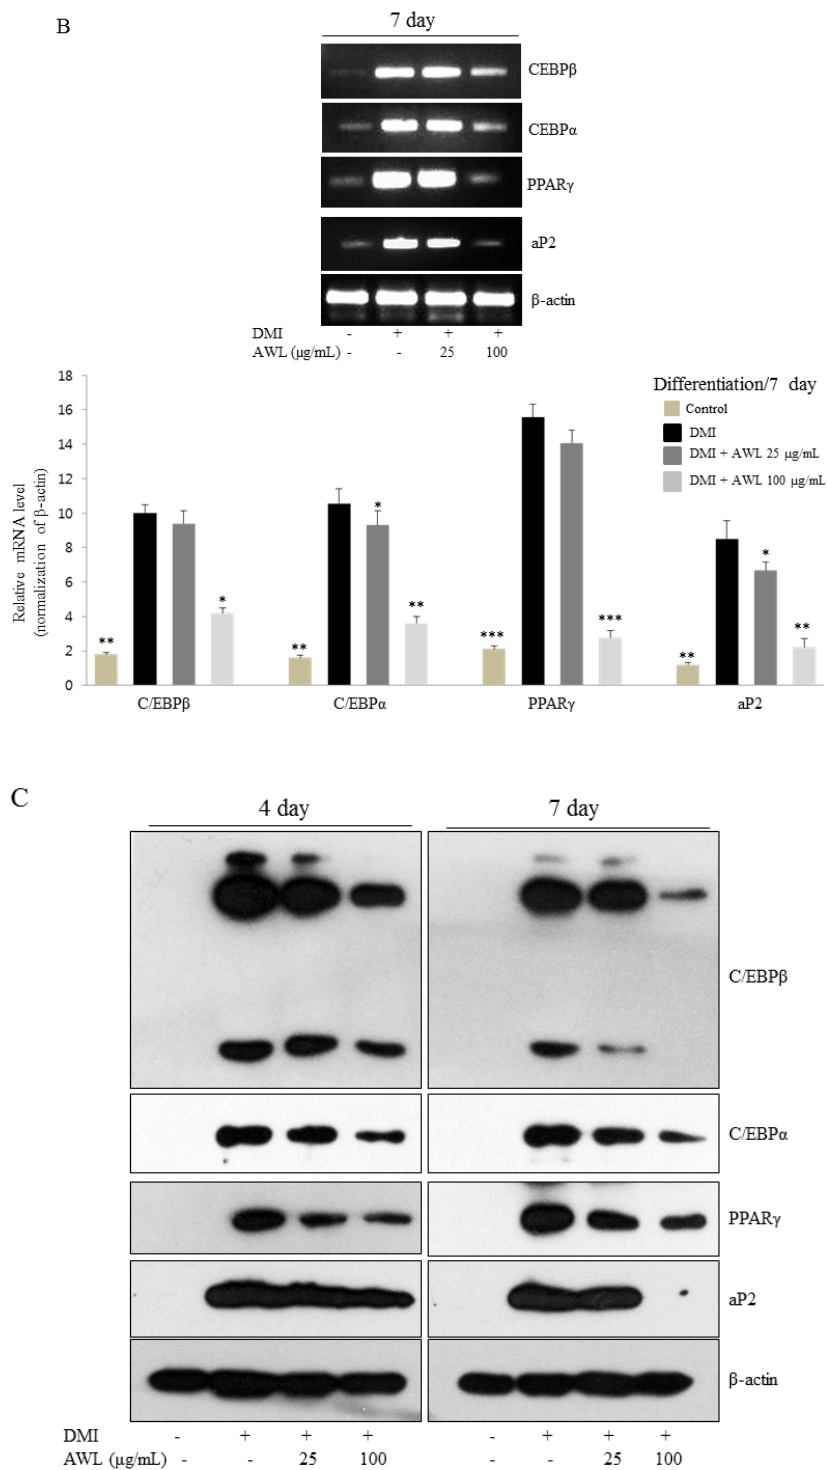 B
7 day
CEBPβ
CEBPα
PPARγ
aP2
β-actin
DMI - + + +
AWL (µg/mL) - - 25 100
Differentiation/7 day
Control
DMI
DMI + AWL 25 µg/mL
DMI + AWL 100 µg/mL
Relative mRNA level
(normalization of β-actin)
18
16
14
12
10
8
6
4
2
0
** *
** * **
*** ***
** * **
C/EBPβ C/EBPα PPARγ aP2
C
4 day 7 day
C/EBPβ
C/EBPα
PPARγ
aP2
β-actin
DMI - + + + - + + +
AWL (µg/mL) - - 25 100 - - 25 100